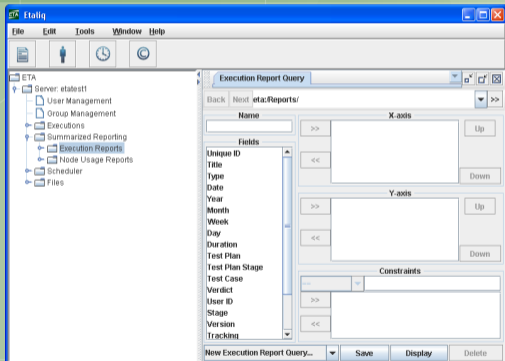 ETA Etaliq
File Edit Tools Window Help
ETA
Server: etatest1
User Management
Group Management
Executions
Summarized Reporting
Execution Reports
Node Usage Reports
Scheduler
Files
Execution Report Query
Back Next eta:/Reports/ >>
Name
Fields
Unique ID
Title
Type
Date
Year
Month
Week
Day
Duration
Test Plan
Test Plan Stage
Test Case
Verdict
User ID
Stage
Version
Tracking
X-axis
>> Up
<< Down
Y-axis
>> Up
<< Down
Constraints
>>
<<
New Execution Report Query... Save Display Delete